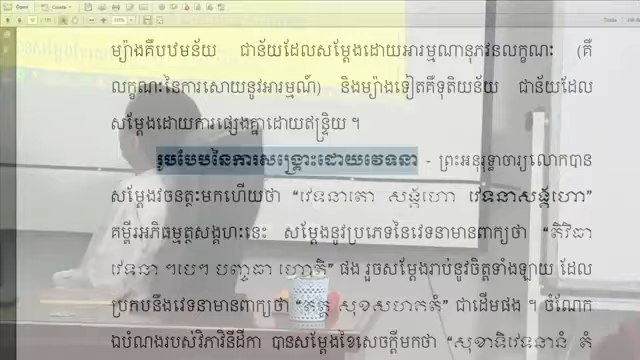 ម្យ៉ាងគឺបឋមន័យ ជាន័យដែលសម្តែងដោយអារម្មណានុភវនលក្ខណៈ (គឺ
លក្ខណៈនៃការសោយនូវអារម្មណ៍) និងម្យ៉ាងទៀតគឺទុតិយន័យ ជាន័យដែល
សម្តែងដោយការផ្សេងគ្នាដោយឥន្ទ្រិយ ។
រូបបែបនៃការសង្គ្រោះដោយវេទនា - ព្រះអនុរុទ្ធាចារ្យលោកបាន
សម្តែងវចនត្ថៈមកហើយថា “វេទនាតោ សង្គហោ វេទនាសង្គហោ”
គម្ពីរអភិធម្មត្ថសង្គហៈនេះ សម្តែងនូវប្រភេទនៃវេទនាមានពាក្យថា “តិវិធា
វេទនា ។បេ។ បញ្ចធា ហោតិ” ផង រួចសម្តែងរាប់នូវចិត្តទាំងឡាយ ដែល
ប្រកបនឹងវេទនាមានពាក្យថា “តត្ថ សុខសហគតំ” ជាដើមផង ។ ចំណែក
ឯបំណងរបស់វិភាវិនីដីកា បានសម្តែងខៃសេចក្តីមកថា “សុខាទិវេទនានំ តំ